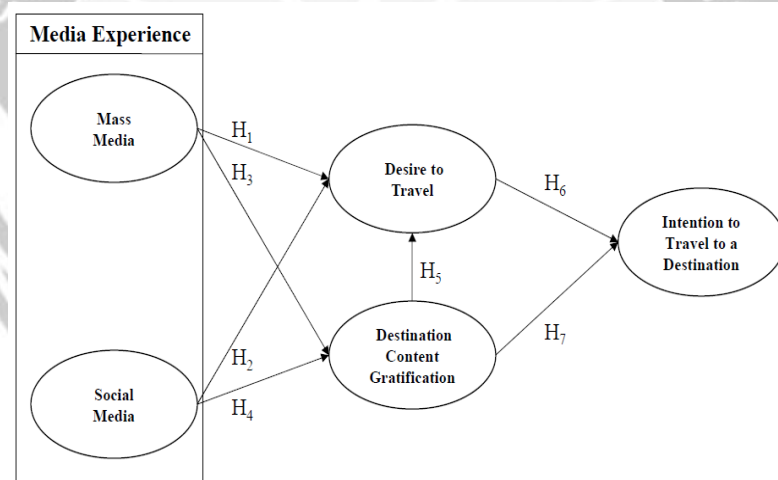 Media Experience
Mass
Media
H1
H3
Desire to
Travel
H6
Intention to
Travel to a
Destination
H5
Destination
Content
Gratification
H7
H2
Social
Media
H4